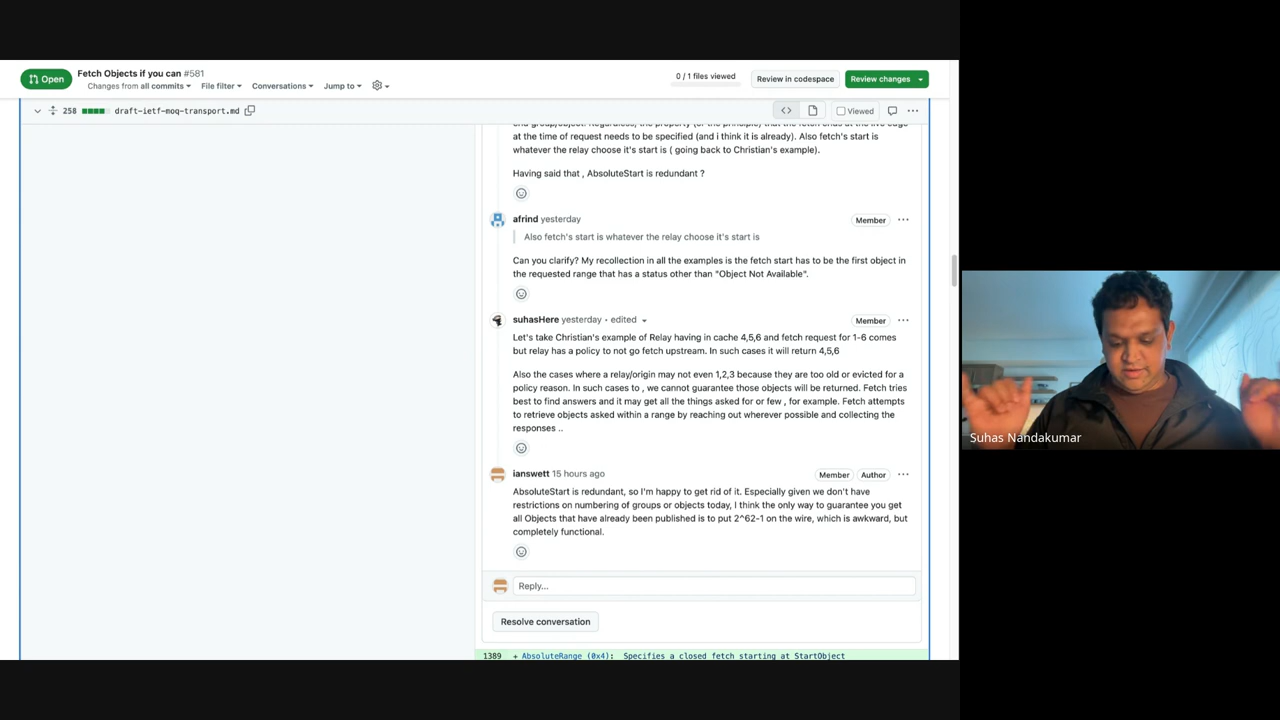 Open
Fetch Objects if you can #581
Changes from all commits
File filter
Conversations
Jump to
0 / 1 files viewed
Review in codespace
Review changes
258
draft-ietf-moq-transport.md
Viewed
at the time of request needs to be specified (and i think it is already). Also fetch's start is
whatever the relay choose it's start is ( going back to Christian's example).
Having said that , AbsoluteStart is redundant ?
afrind yesterday
Member
Also fetch's start is whatever the relay choose it's start is
Can you clarify? My recollection in all the examples is the fetch start has to be the first object in
the requested range that has a status other than "Object Not Available".
suhasHere yesterday • edited
Member
Let's take Christian's example of Relay having in cache 4,5,6 and fetch request for 1-6 comes
but relay has a policy to not go fetch upstream. In such cases it will return 4,5,6
Also the cases where a relay/origin may not even 1,2,3 because they are too old or evicted for a
policy reason. In such cases to , we cannot guarantee those objects will be returned. Fetch tries
best to find answers and it may get all the things asked for or few , for example. Fetch attempts
to retrieve objects asked within a range by reaching out wherever possible and collecting the
responses ..
ianswett 15 hours ago
Member
Author
AbsoluteStart is redundant, so I'm happy to get rid of it. Especially given we don't have
restrictions on numbering of groups or objects today, I think the only way to guarantee you get
all Objects that have already been published is to put 2^62-1 on the wire, which is awkward, but
completely functional.
Reply...
Resolve conversation
1389 + AbsoluteRange (0x4): Specifies a closed fetch starting at StartObject
Suhas Nandakumar